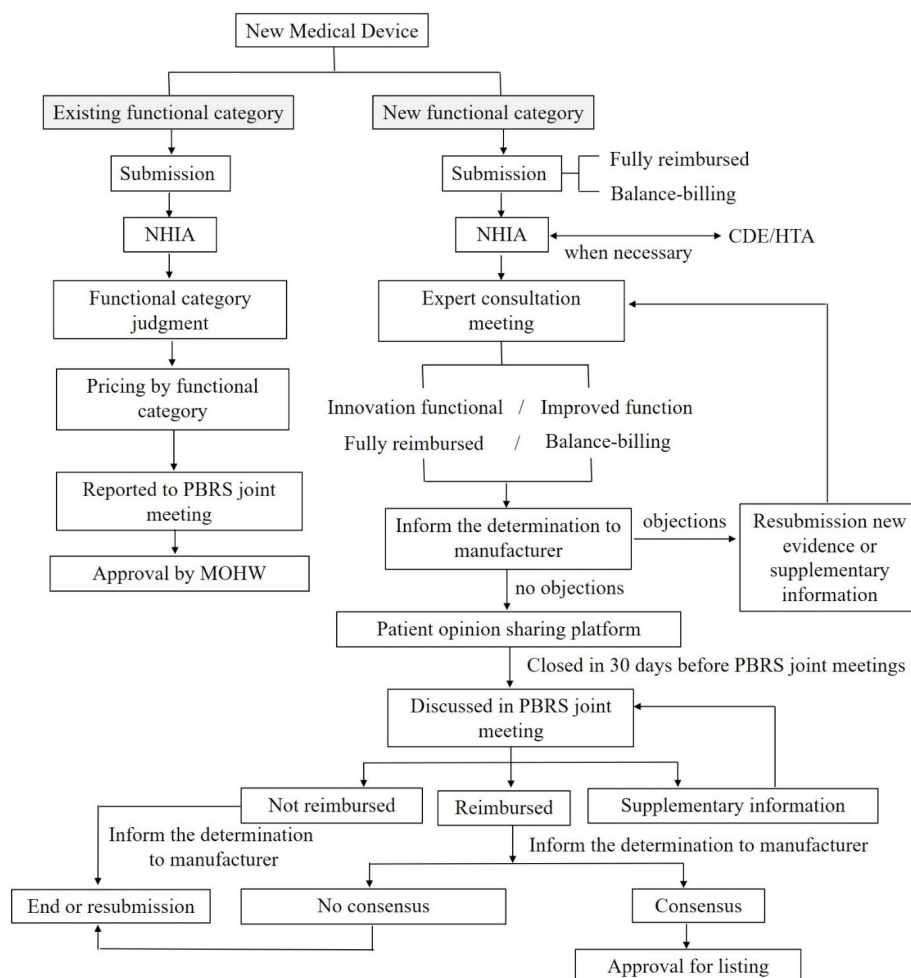 New Medical Device
Existing functional category
New functional category
Submission
Submission
Fully reimbursed
Balance-billing
NHIA
NHIA
when necessary
CDE/HTA
Functional category
judgment
Expert consultation
meeting
Pricing by functional
category
Innovation functional / Improved function
Fully reimbursed / Balance-billing
Reported to PBRS joint
meeting
Inform the determination to
manufacturer
objections
Resubmission new
evidence or
supplementary
information
Approval by MOHW
no objections
Patient opinion sharing platform
Closed in 30 days before PBRS joint meetings
Discussed in PBRS joint
meeting
Not reimbursed
Reimbursed
Supplementary information
Inform the determination
to manufacturer
Inform the determination to manufacturer
End or resubmission
No consensus
Consensus
Approval for listing